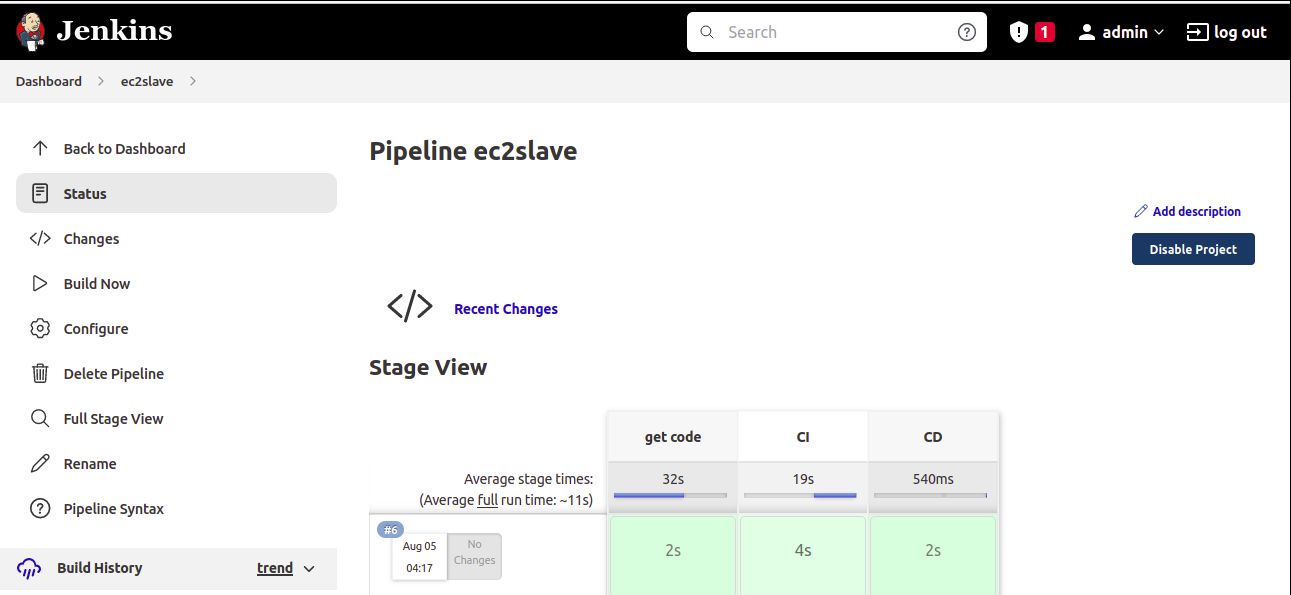 Jenkins
Search
1
admin
log out
Dashboard
ec2slave
Back to Dashboard
Status
Changes
Build Now
Configure
Delete Pipeline
Full Stage View
Rename
Pipeline Syntax
Build History
trend
Pipeline ec2slave
Add description
Disable Project
Recent Changes
Stage View
get code CI CD
Average stage times: 32s 19s 540ms
(Average full run time: ~11s)
#6
Aug 05
04:17
No
Changes
2s 4s 2s